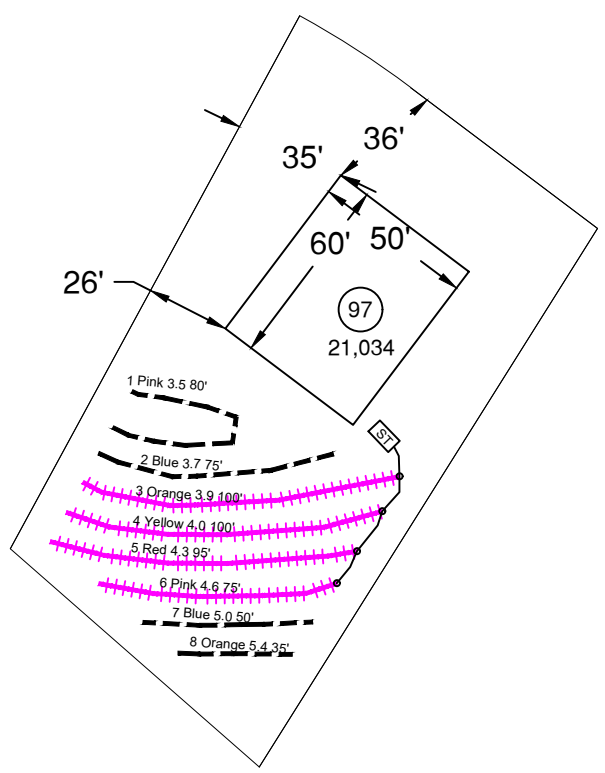 36'
35'
50'
60'
26'
97
21,034
1 Pink 3.5 80'
ST
2 Blue 3.7 75'
3 Orange 3.9 100'
4 Yellow 4.0 100'
5 Red 4.3 95'
6 Pink 4.6 75'
7 Blue 5.0 50'
8 Orange 5.4 35'